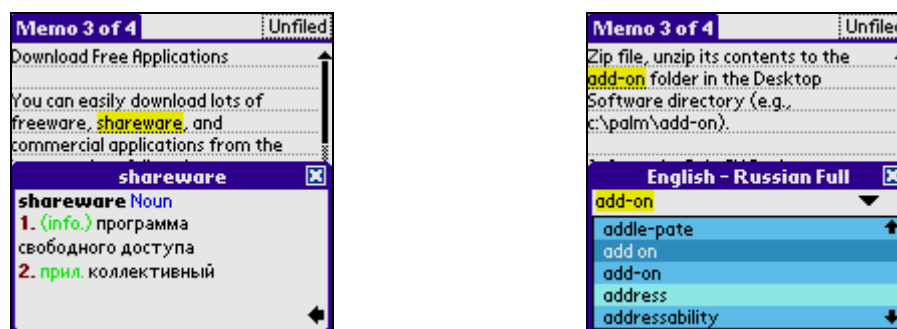 Memo 3 of 4
Unfiled
Download Free Applications
You can easily download lots of
freeware, shareware, and
commercial applications from the
shareware
shareware Noun
1. (info.) программа
свободного доступа
2. прил. коллективный
Memo 3 of 4
Unfiled
Zip file, unzip its contents to the
add-on folder in the Desktop
Software directory (e.g.,
c:\palm\add-on).
English - Russian Full
add-on
addle-pate
add on
add-on
address
addressability